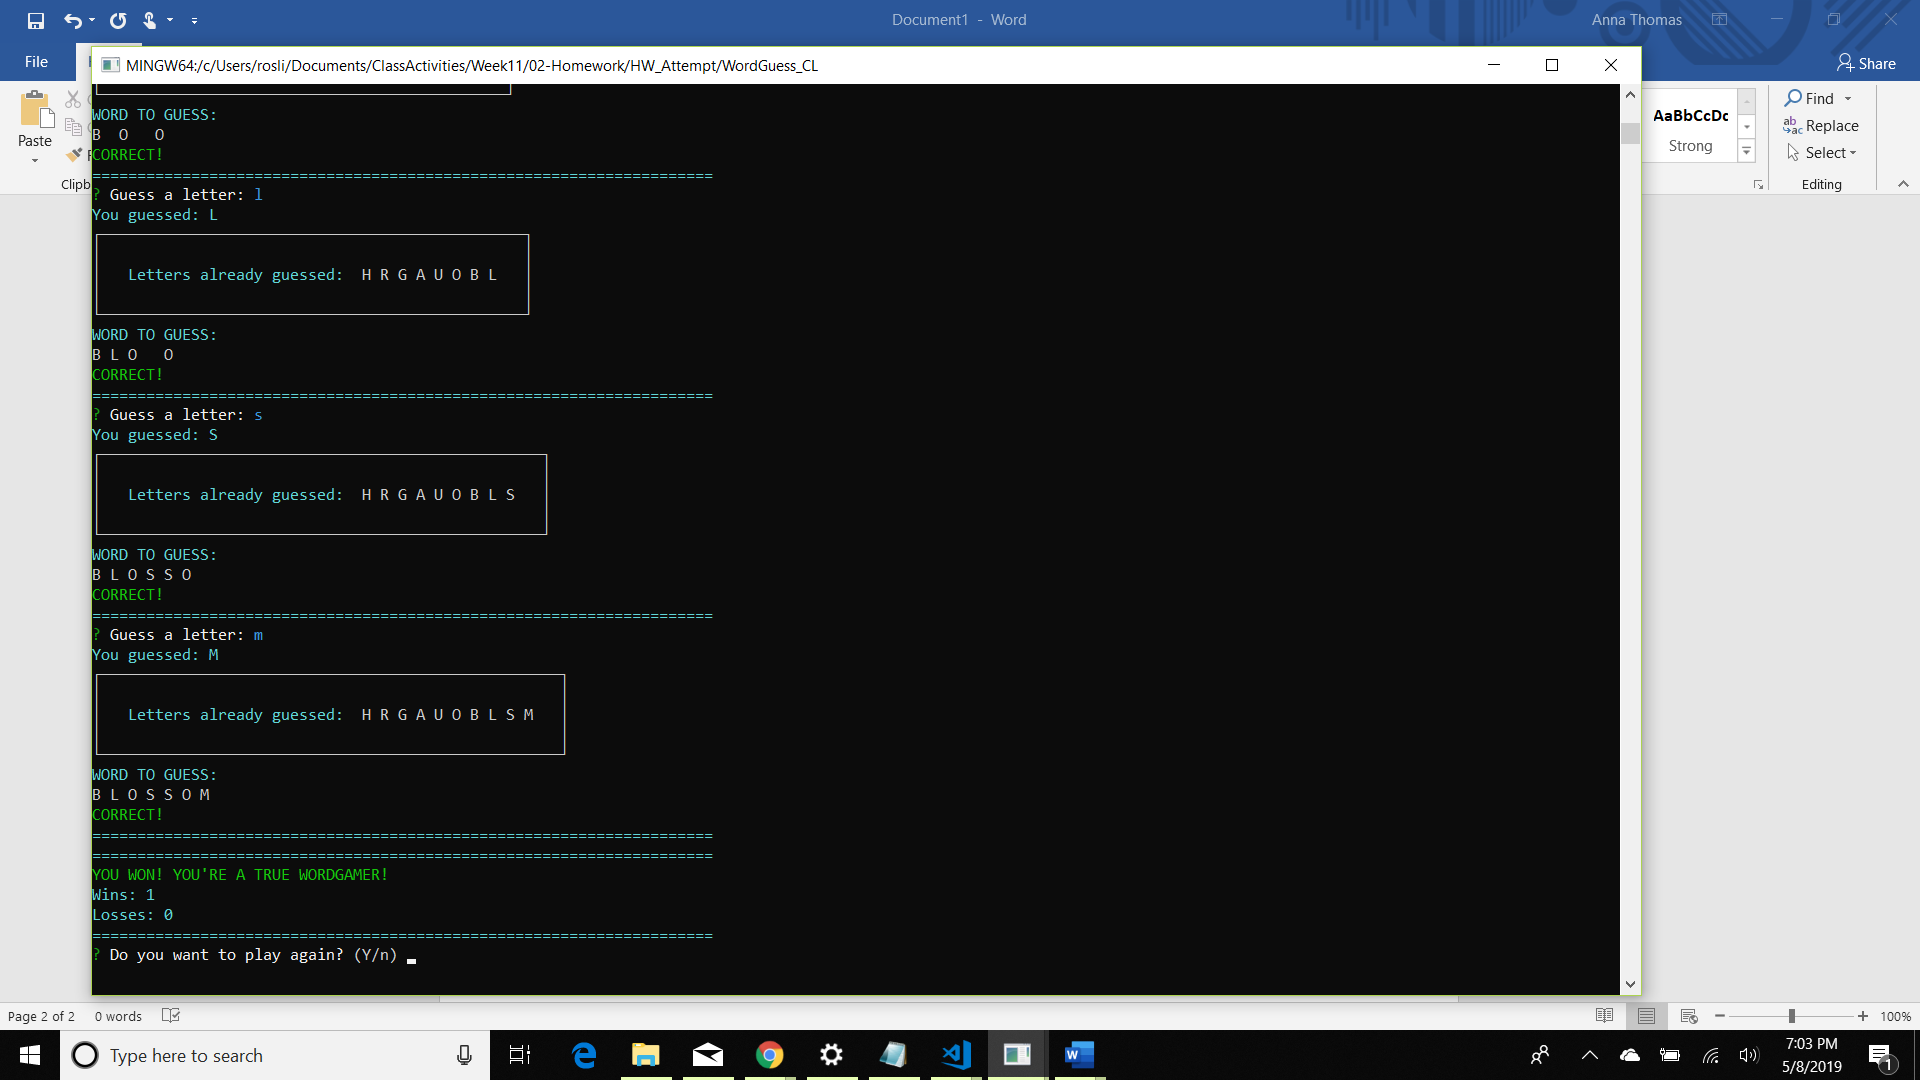 Document1 - Word
Anna Thomas
File
MINGW64:/c/Users/rosli/Documents/ClassActivities/Week11/02-Homework/HW_Attempt/WordGuess_CL
Share
Paste
Clipb
AaBbCcDc
Strong
Find
Replace
Select
Editing
WORD TO GUESS:
B O O
CORRECT!
=====================================================================
? Guess a letter: l
You guessed: L
Letters already guessed: H R G A U O B L
WORD TO GUESS:
B L O O
CORRECT!
=====================================================================
? Guess a letter: s
You guessed: S
Letters already guessed: H R G A U O B L S
WORD TO GUESS:
B L O S S O
CORRECT!
=====================================================================
? Guess a letter: m
You guessed: M
Letters already guessed: H R G A U O B L S M
WORD TO GUESS:
B L O S S O M
CORRECT!
=====================================================================
=====================================================================
YOU WON! YOU'RE A TRUE WORDGAMER!
Wins: 1
Losses: 0
=====================================================================
? Do you want to play again? (Y/n)
Page 2 of 2 0 words
100%
Type here to search
7:03 PM
5/8/2019
1